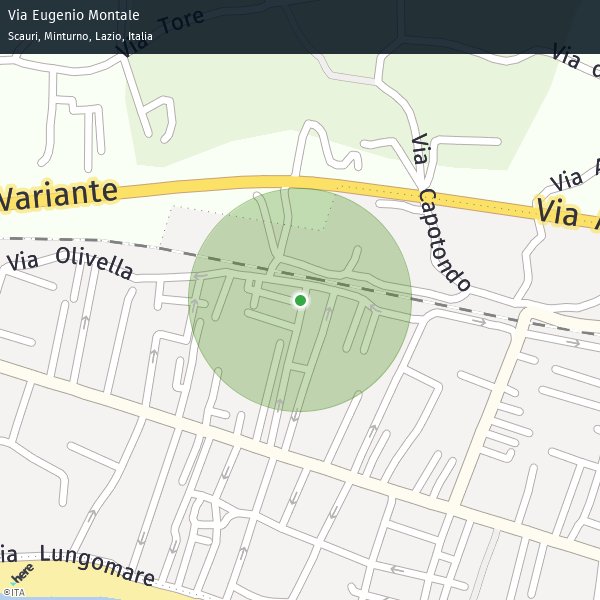 Via Eugenio Montale
Scauri, Minturno, Lazio, Italia
Via Tore
Via
Via
Via A
Variante
Via Capotondo
Via A
Via Olivella
ia Lungomare
here
©ITA